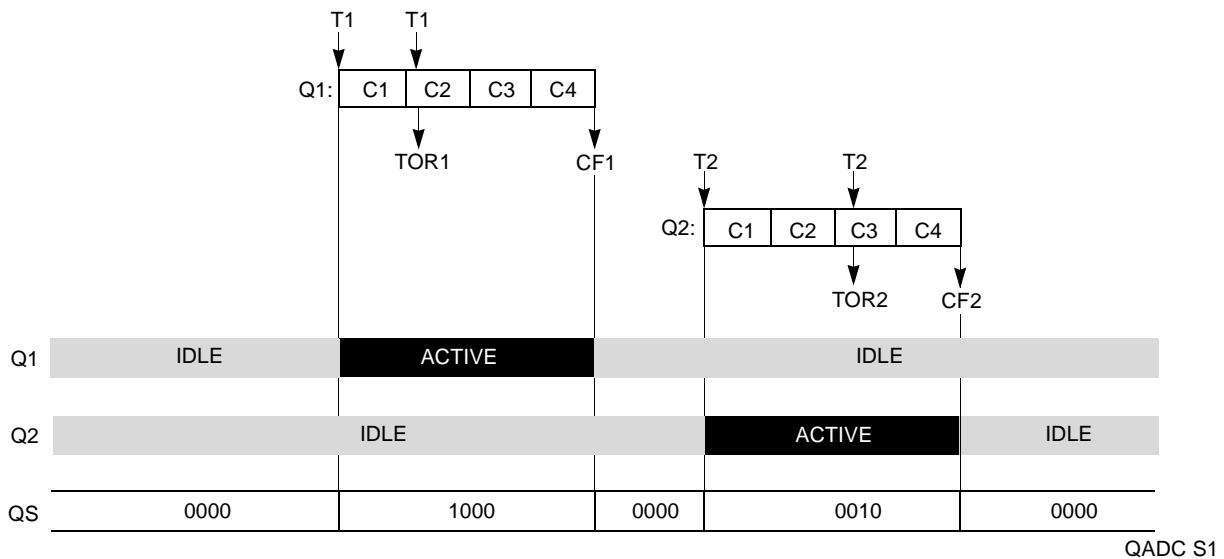 T1 T1
Q1: C1 C2 C3 C4
TOR1 CF1
T2 T2
Q2: C1 C2 C3 C4
TOR2 CF2
Q1 IDLE ACTIVE IDLE
Q2 IDLE ACTIVE IDLE
QS 0000 1000 0000 0010 0000
QADC S1